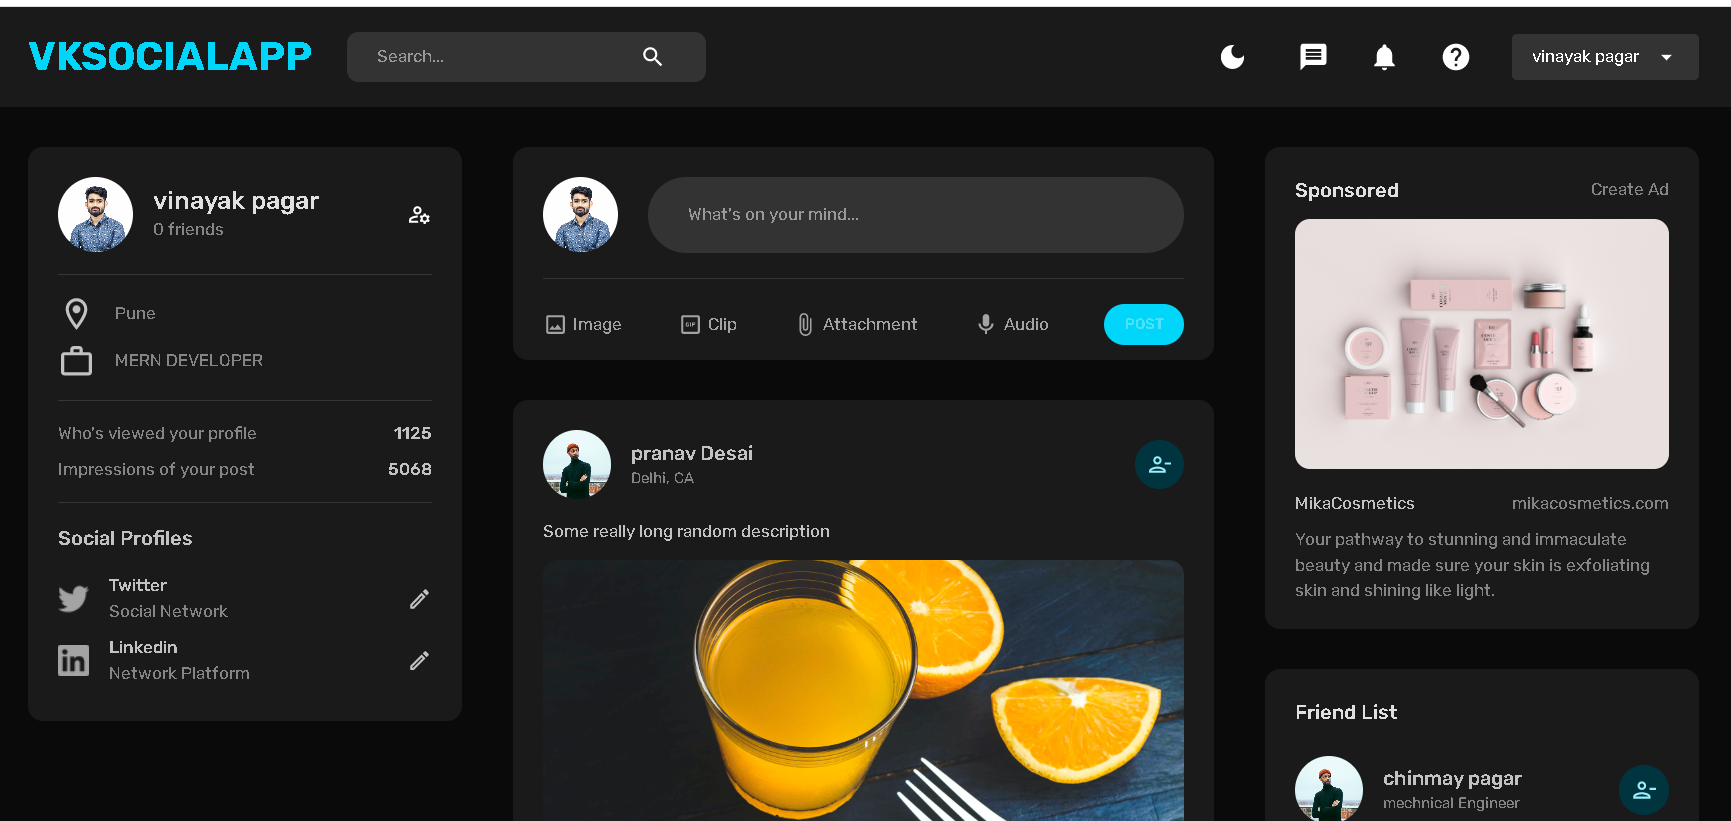 VKSOCIALAPP
Search...
vinayak pagar
vinayak pagar
0 friends
Pune
MERN DEVELOPER
Who's viewed your profile 1125
Impressions of your post 5068
Social Profiles
Twitter
Social Network
Linkedin
Network Platform
What's on your mind...
Image GIF Clip Attachment Audio POST
pranav Desai
Delhi, CA
Some really long random description
Sponsored Create Ad
MikaCosmetics mikacosmetics.com
Your pathway to stunning and immaculate
beauty and made sure your skin is exfoliating
skin and shining like light.
Friend List
chinmay pagar
mechnical Engineer